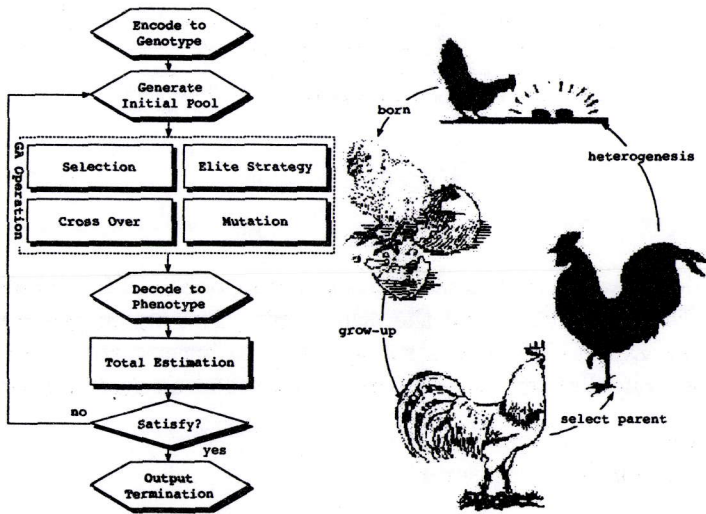 Encode to
Genotype
Generate
Initial Pool
GA Operation
Selection
Elite Strategy
Cross Over
Mutation
Decode to
Phenotype
Total Estimation
no
Satisfy?
yes
Output
Termination
born
heterogenesis
grow-up
select parent